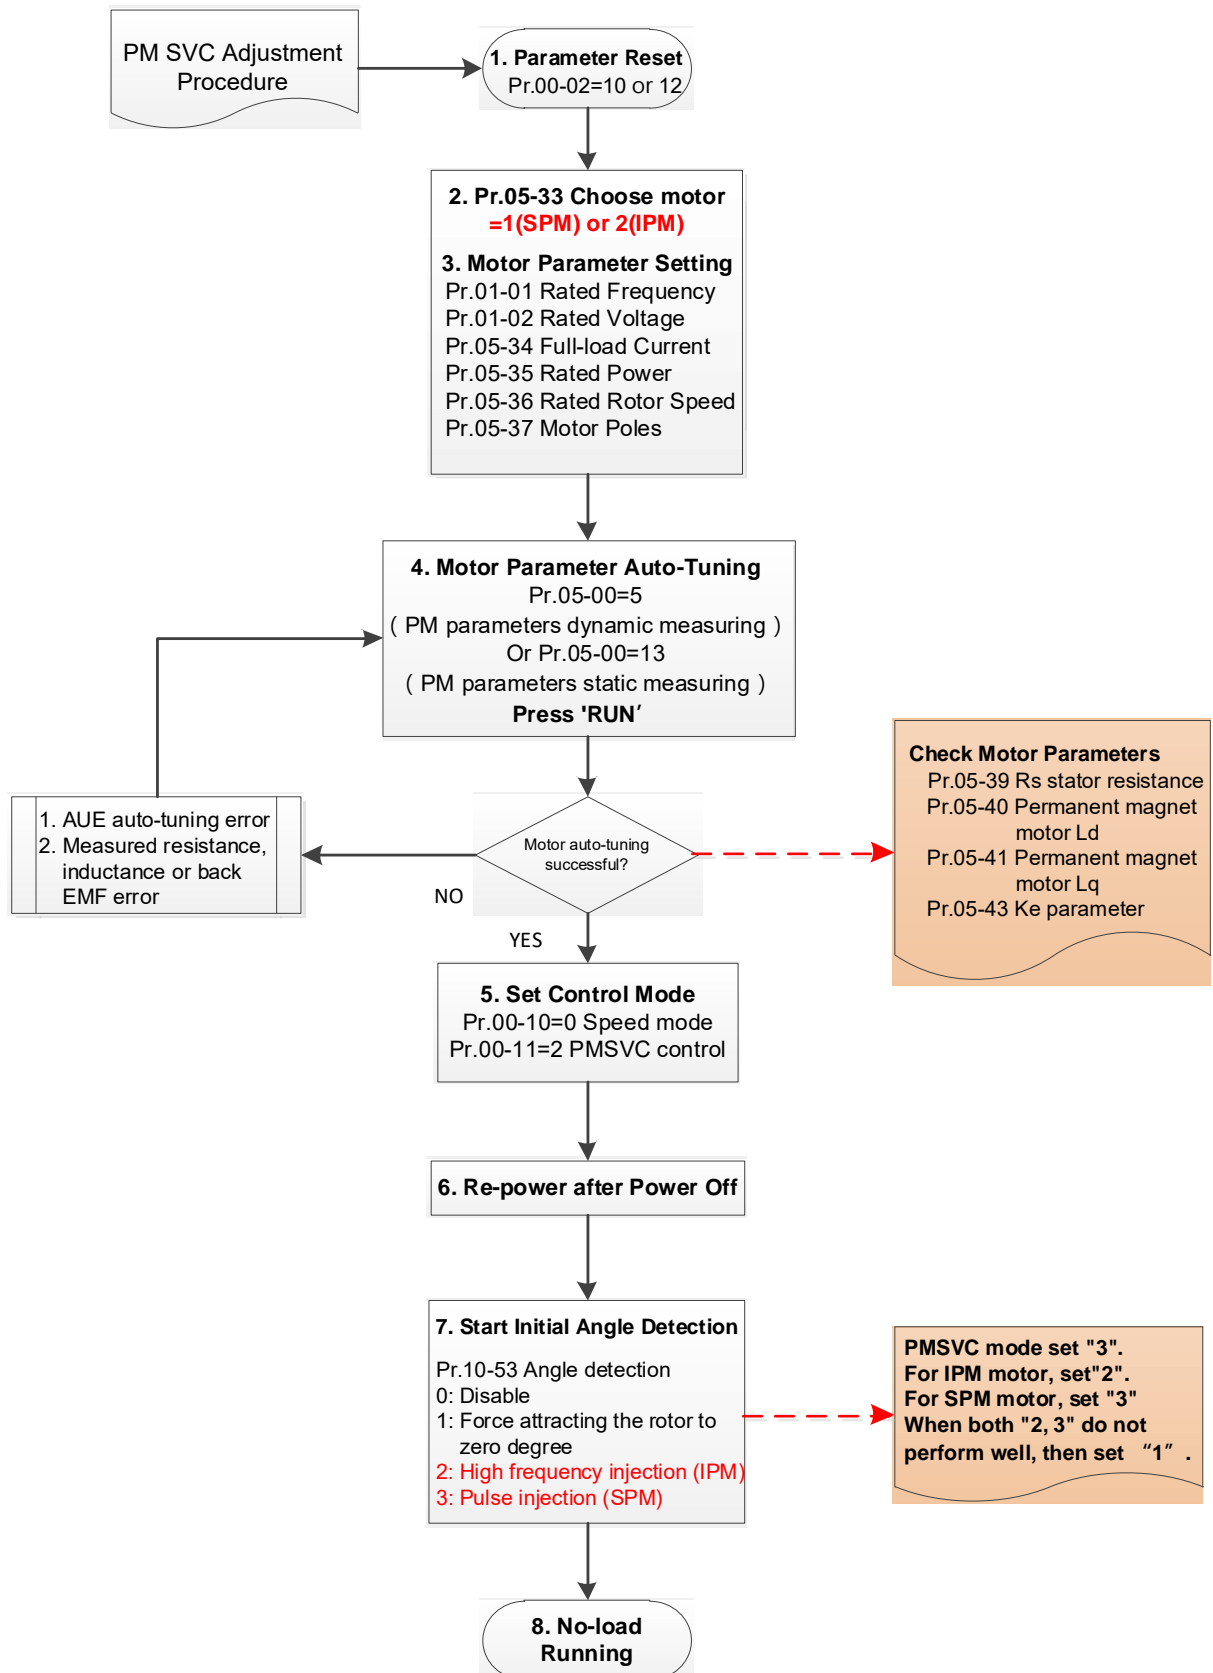 PM SVC Adjustment
Procedure
1. Parameter Reset
Pr.00-02=10 or 12
2. Pr.05-33 Choose motor
=1(SPM) or 2(IPM)
3. Motor Parameter Setting
Pr.01-01 Rated Frequency
Pr.01-02 Rated Voltage
Pr.05-34 Full-load Current
Pr.05-35 Rated Power
Pr.05-36 Rated Rotor Speed
Pr.05-37 Motor Poles
4. Motor Parameter Auto-Tuning
Pr.05-00=5
( PM parameters dynamic measuring )
Or Pr.05-00=13
( PM parameters static measuring )
Press 'RUN’
Motor auto-tuning
successful?
NO
YES
1. AUE auto-tuning error
2. Measured resistance,
inductance or back
EMF error
Check Motor Parameters
Pr.05-39 Rs stator resistance
Pr.05-40 Permanent magnet
motor Ld
Pr.05-41 Permanent magnet
motor Lq
Pr.05-43 Ke parameter
5. Set Control Mode
Pr.00-10=0 Speed mode
Pr.00-11=2 PMSVC control
6. Re-power after Power Off
7. Start Initial Angle Detection
Pr.10-53 Angle detection
0: Disable
1: Force attracting the rotor to
zero degree
2: High frequency injection (IPM)
3: Pulse injection (SPM)
PMSVC mode set "3".
For IPM motor, set"2".
For SPM motor, set "3"
When both "2, 3" do not
perform well, then set “1” .
8. No-load
Running